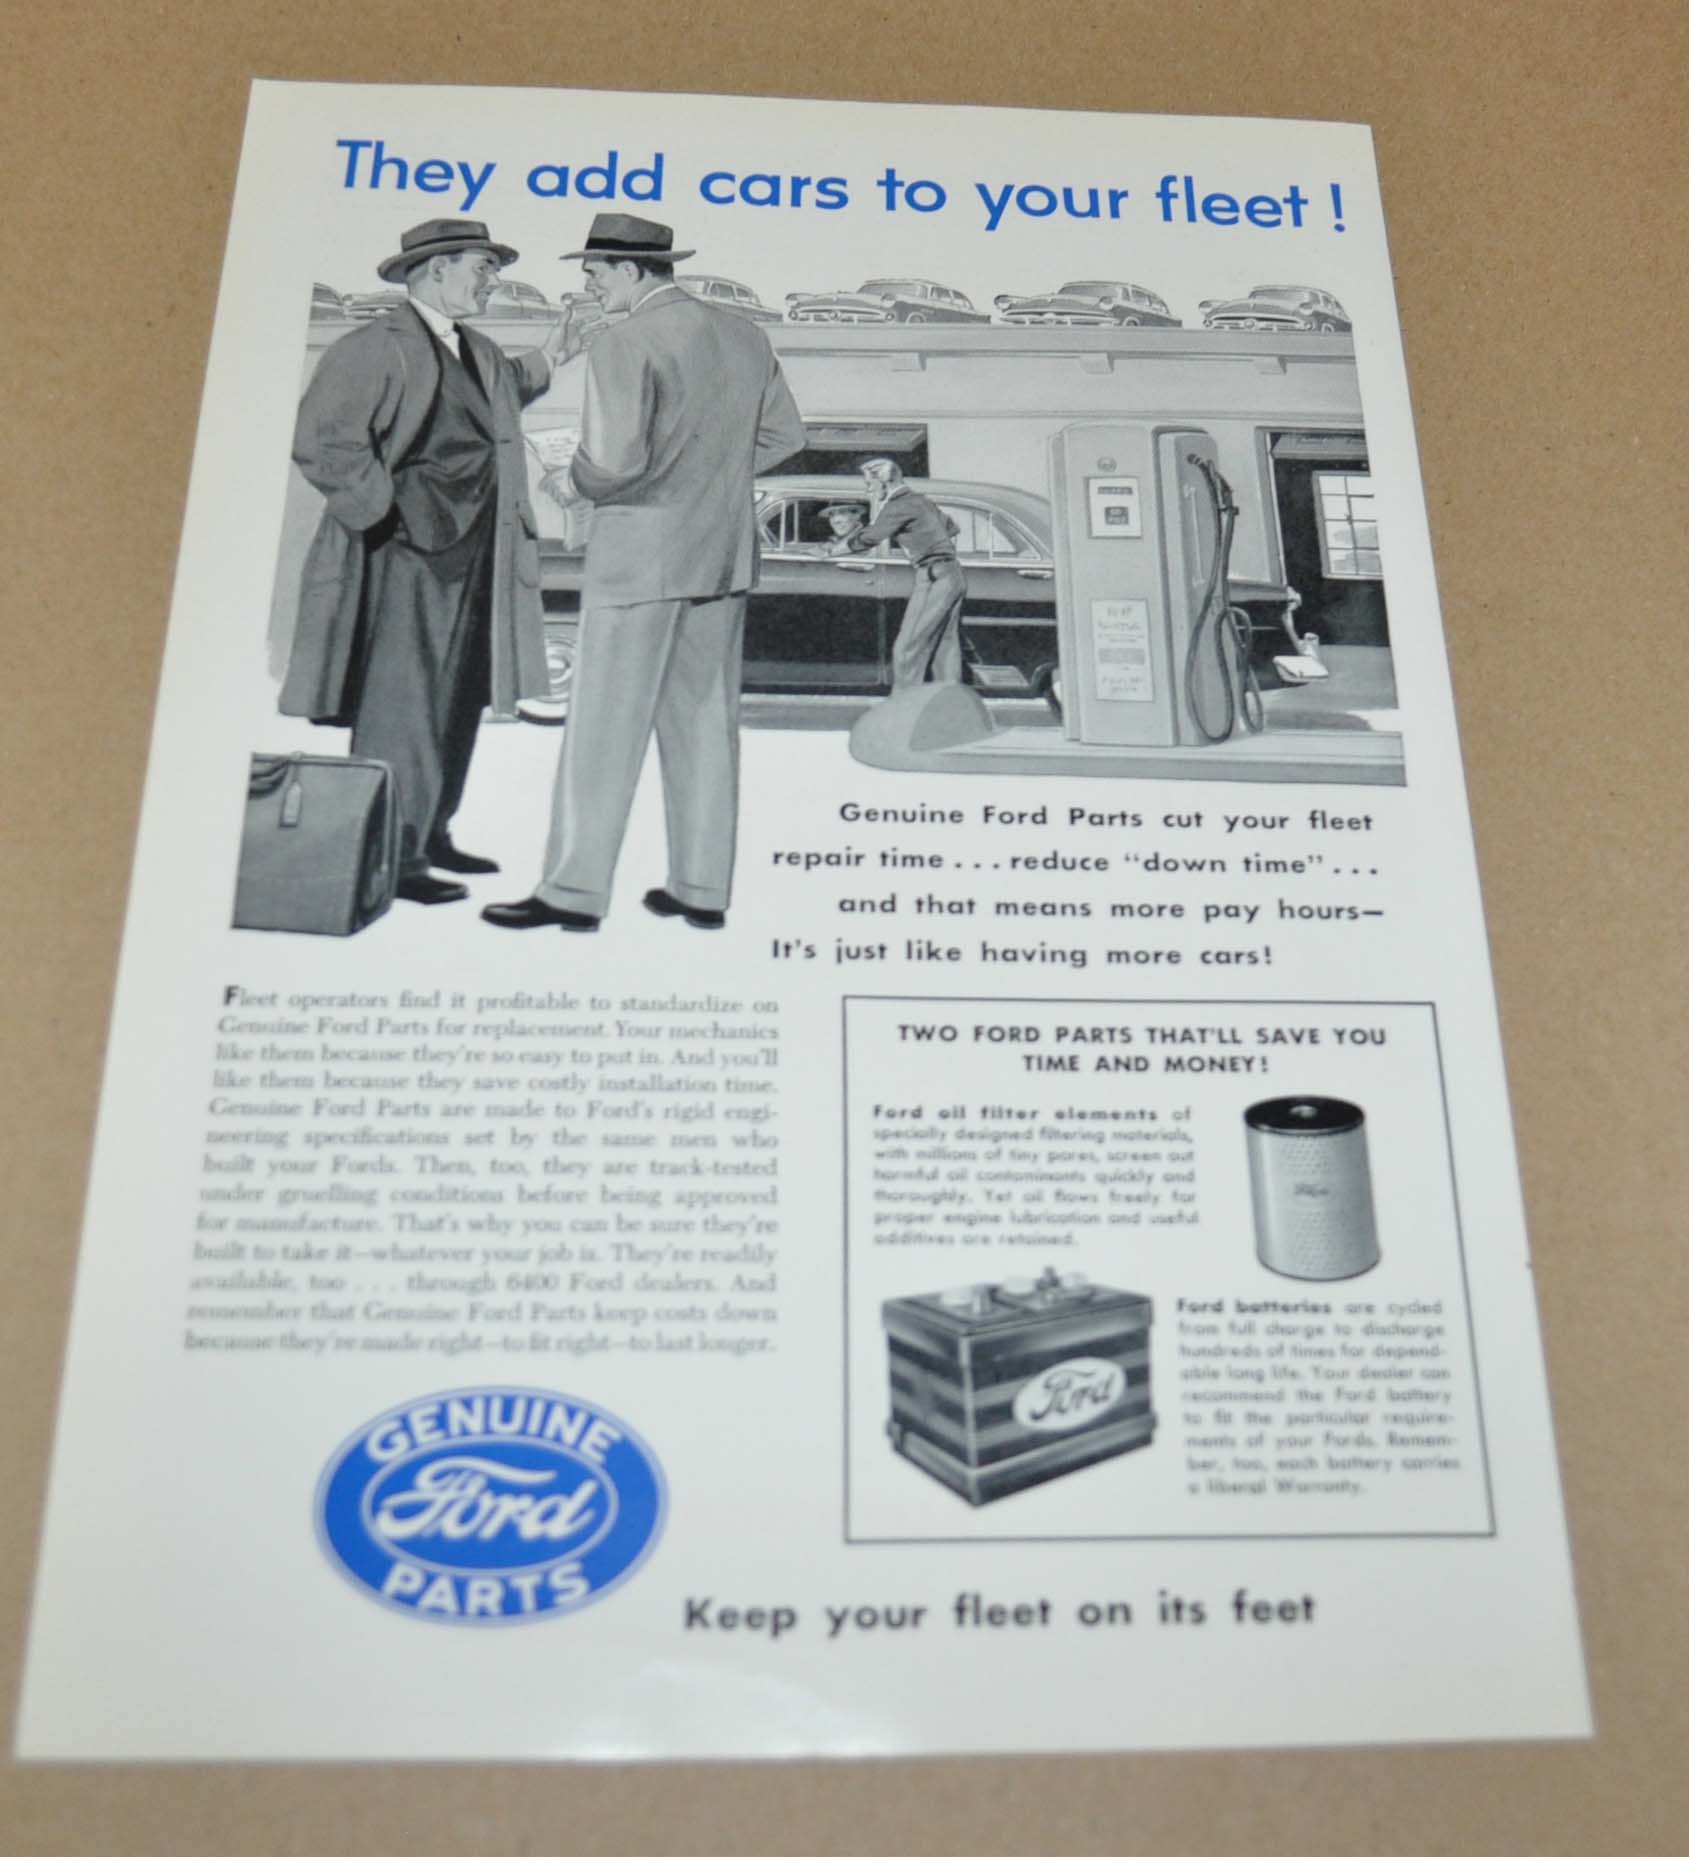 They add cars to your fleet!
Genuine Ford Parts cut your fleet
repair time . . . reduce “down time” . . .
and that means more pay hours—
It's just like having more cars!
Fleet operators find it profitable to standardize on
Genuine Ford Parts for replacement. Your mechanics
like them because they're so easy to put in. And you'll
like them because they save costly installation time.
Genuine Ford Parts are made to Ford's rigid engi-
neering specifications set by the same men who
built your Fords. Then, too, they are track-tested
under gruelling conditions before being approved
for manufacture. That's why you can be sure they're
built to take it—whatever your job is. They're readily
available, too . . . through 6400 Ford dealers. And
remember that Genuine Ford Parts keep costs down
because they're made right—to fit right—to last longer.
TWO FORD PARTS THAT'LL SAVE YOU
TIME AND MONEY!
Ford oil filter elements of
specially designed filtering materials,
with millions of tiny pores, screen out
harmful oil contaminants quickly and
thoroughly. Yet oil flows freely for
proper engine lubrication and useful
additives are retained.
Ford
Ford batteries are cycled
from full charge to discharge
hundreds of times for depend-
able long life. Your dealer can
recommend the Ford battery
to fit the particular require-
ments of your Fords. Remem-
ber, too, each battery carries
a liberal Warranty.
GENUINE
Ford
PARTS
Keep your fleet on its feet